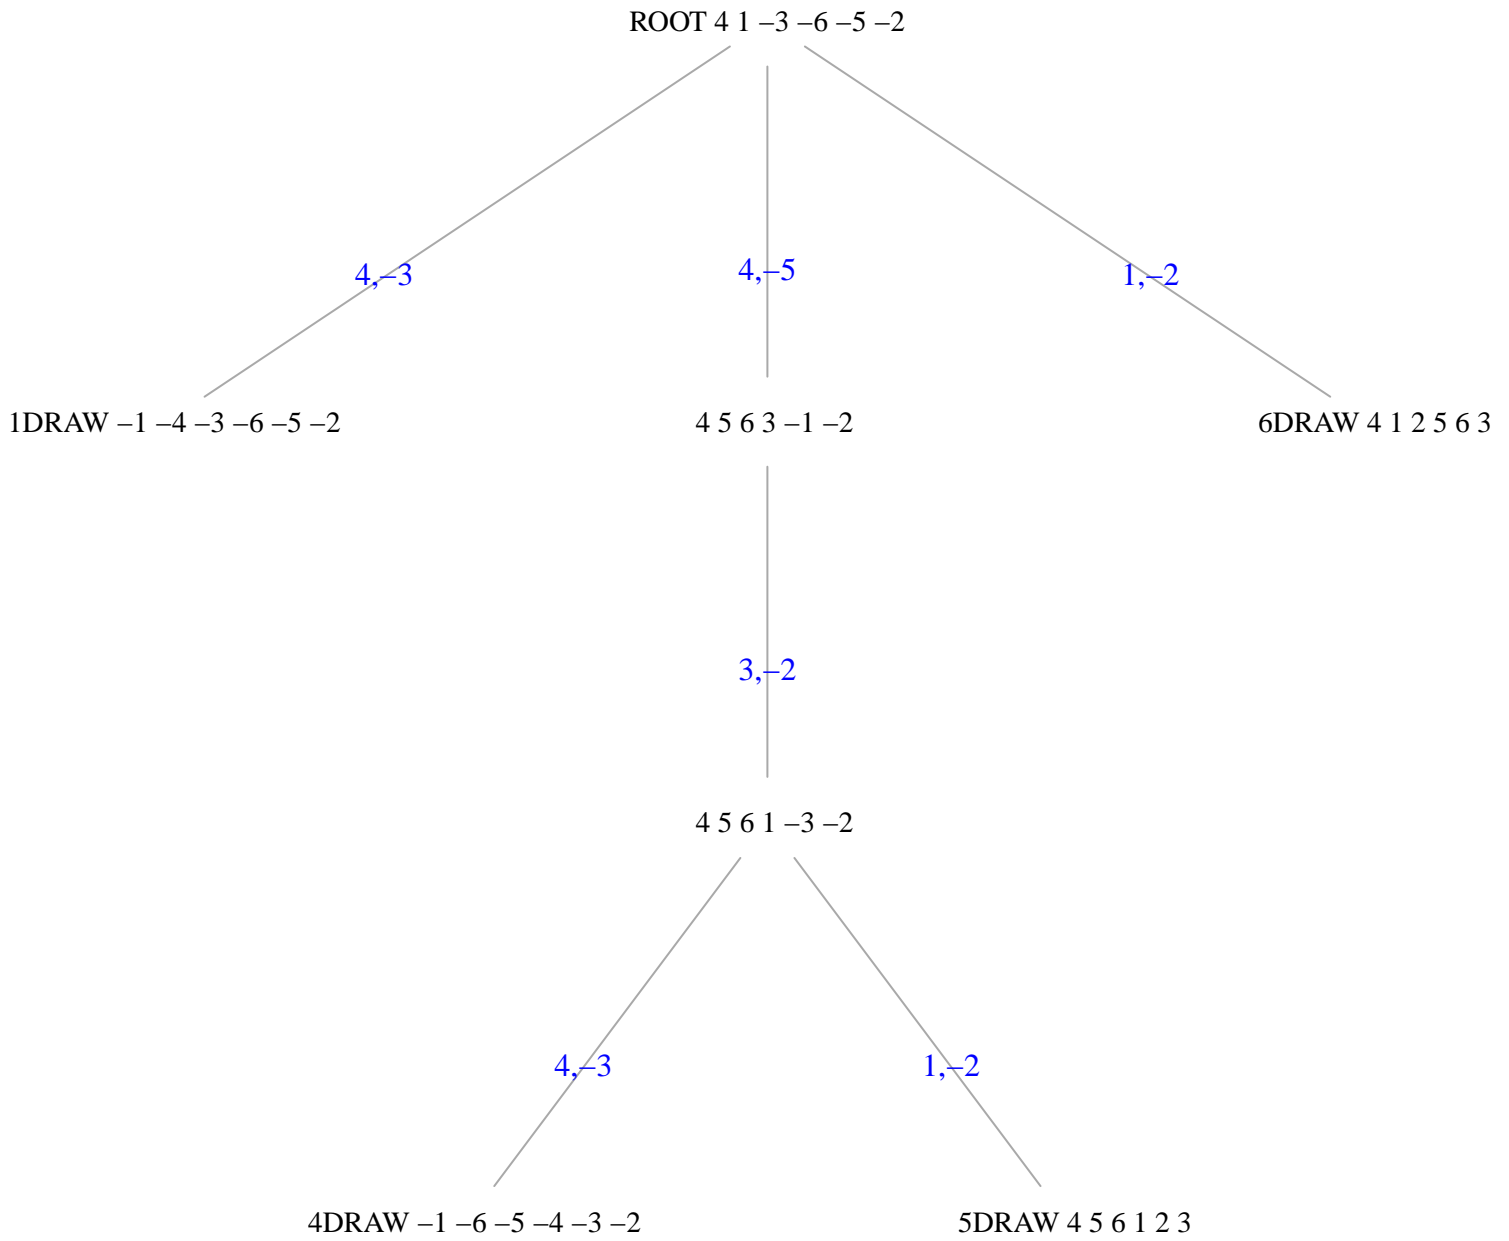 ROOT 4 1 –3 –6 –5 –2
4,–3
4,–5
1,–2
1DRAW –1 –4 –3 –6 –5 –2
4 5 6 3 –1 –2
6DRAW 4 1 2 5 6 3
3,–2
4 5 6 1 –3 –2
4,–3
1,–2
4DRAW –1 –6 –5 –4 –3 –2
5DRAW 4 5 6 1 2 3